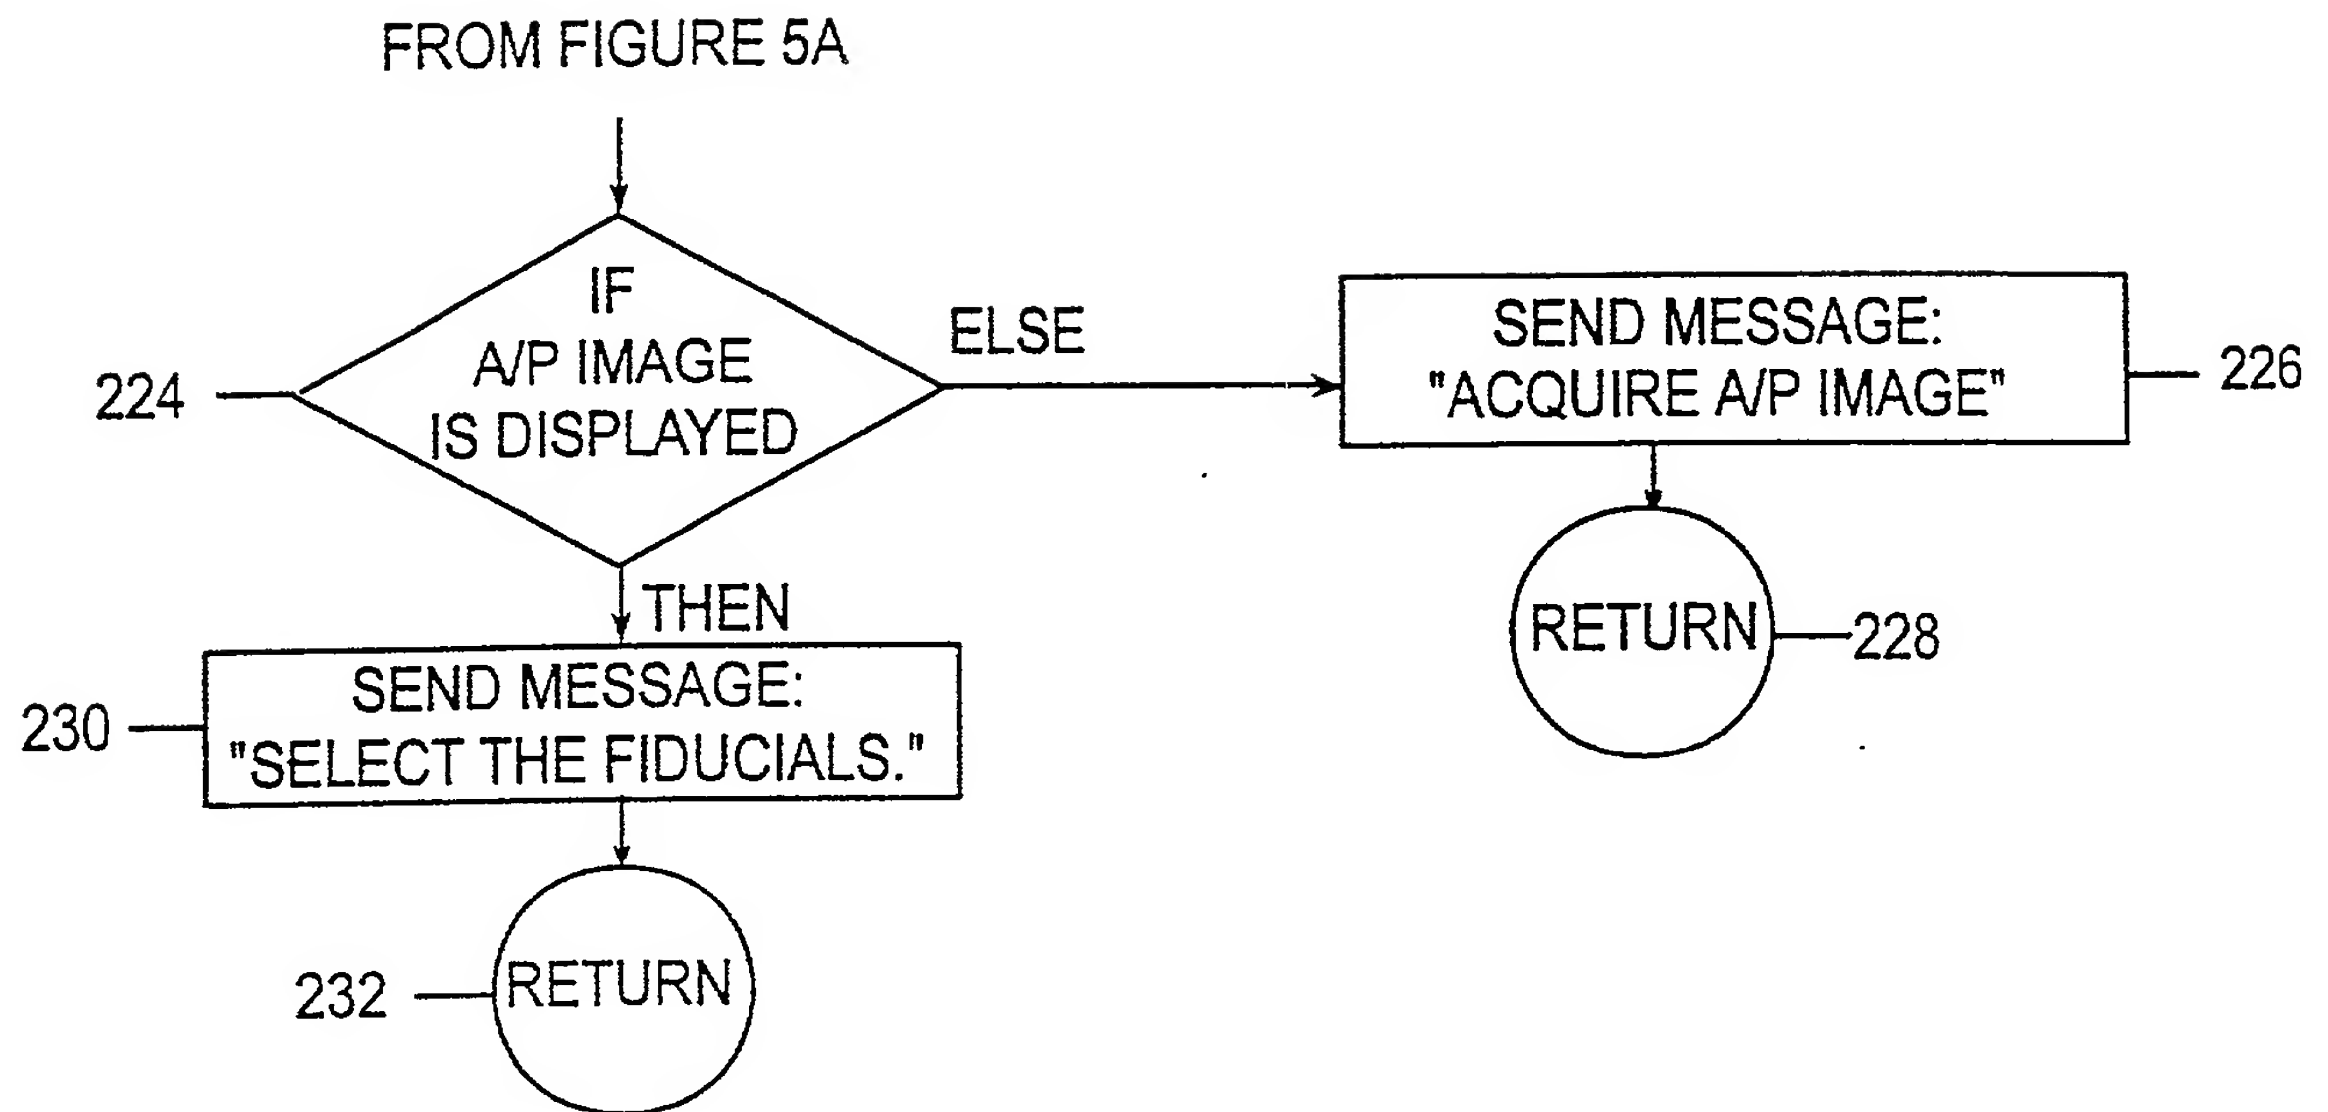 FROM FIGURE 5A
IF
A/P IMAGE
IS DISPLAYED
224
ELSE
SEND MESSAGE:
"ACQUIRE A/P IMAGE"
226
RETURN
228
THEN
SEND MESSAGE:
"SELECT THE FIDUCIALS."
230
RETURN
232